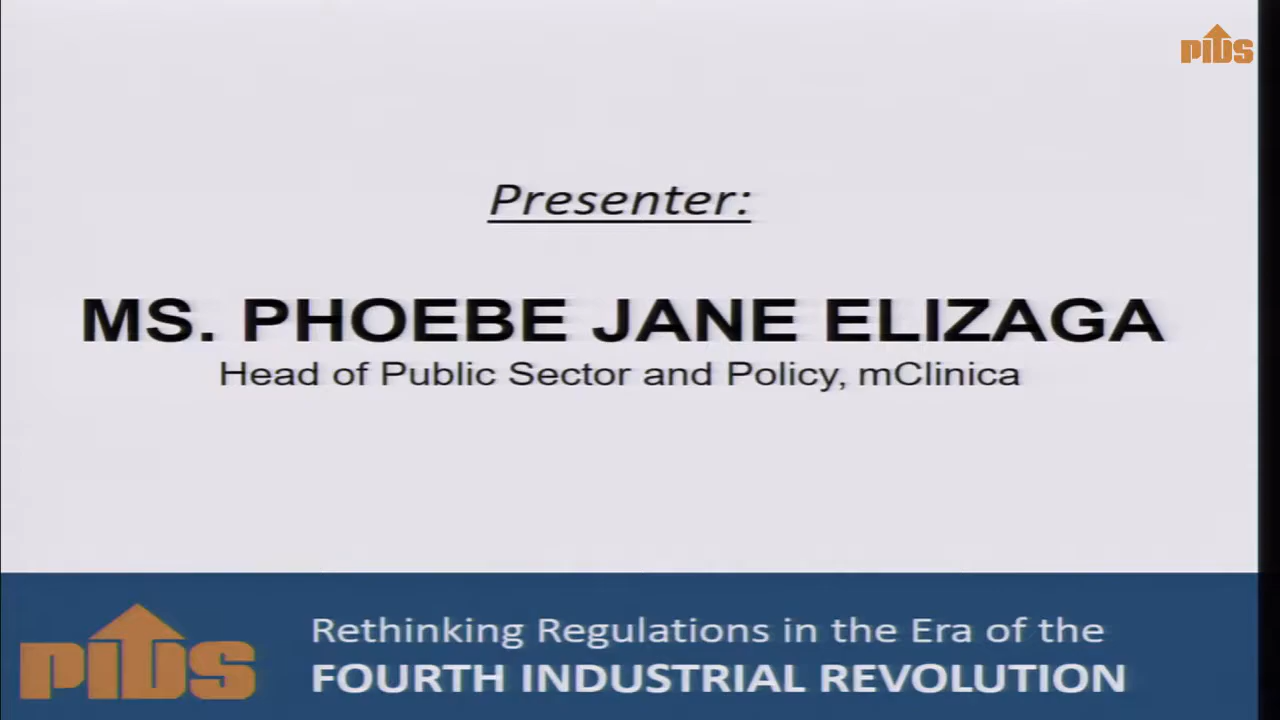 PIDS
Presenter:
MS. PHOEBE JANE ELIZAGA
Head of Public Sector and Policy, mClinica
PIDS
Rethinking Regulations in the Era of the
FOURTH INDUSTRIAL REVOLUTION